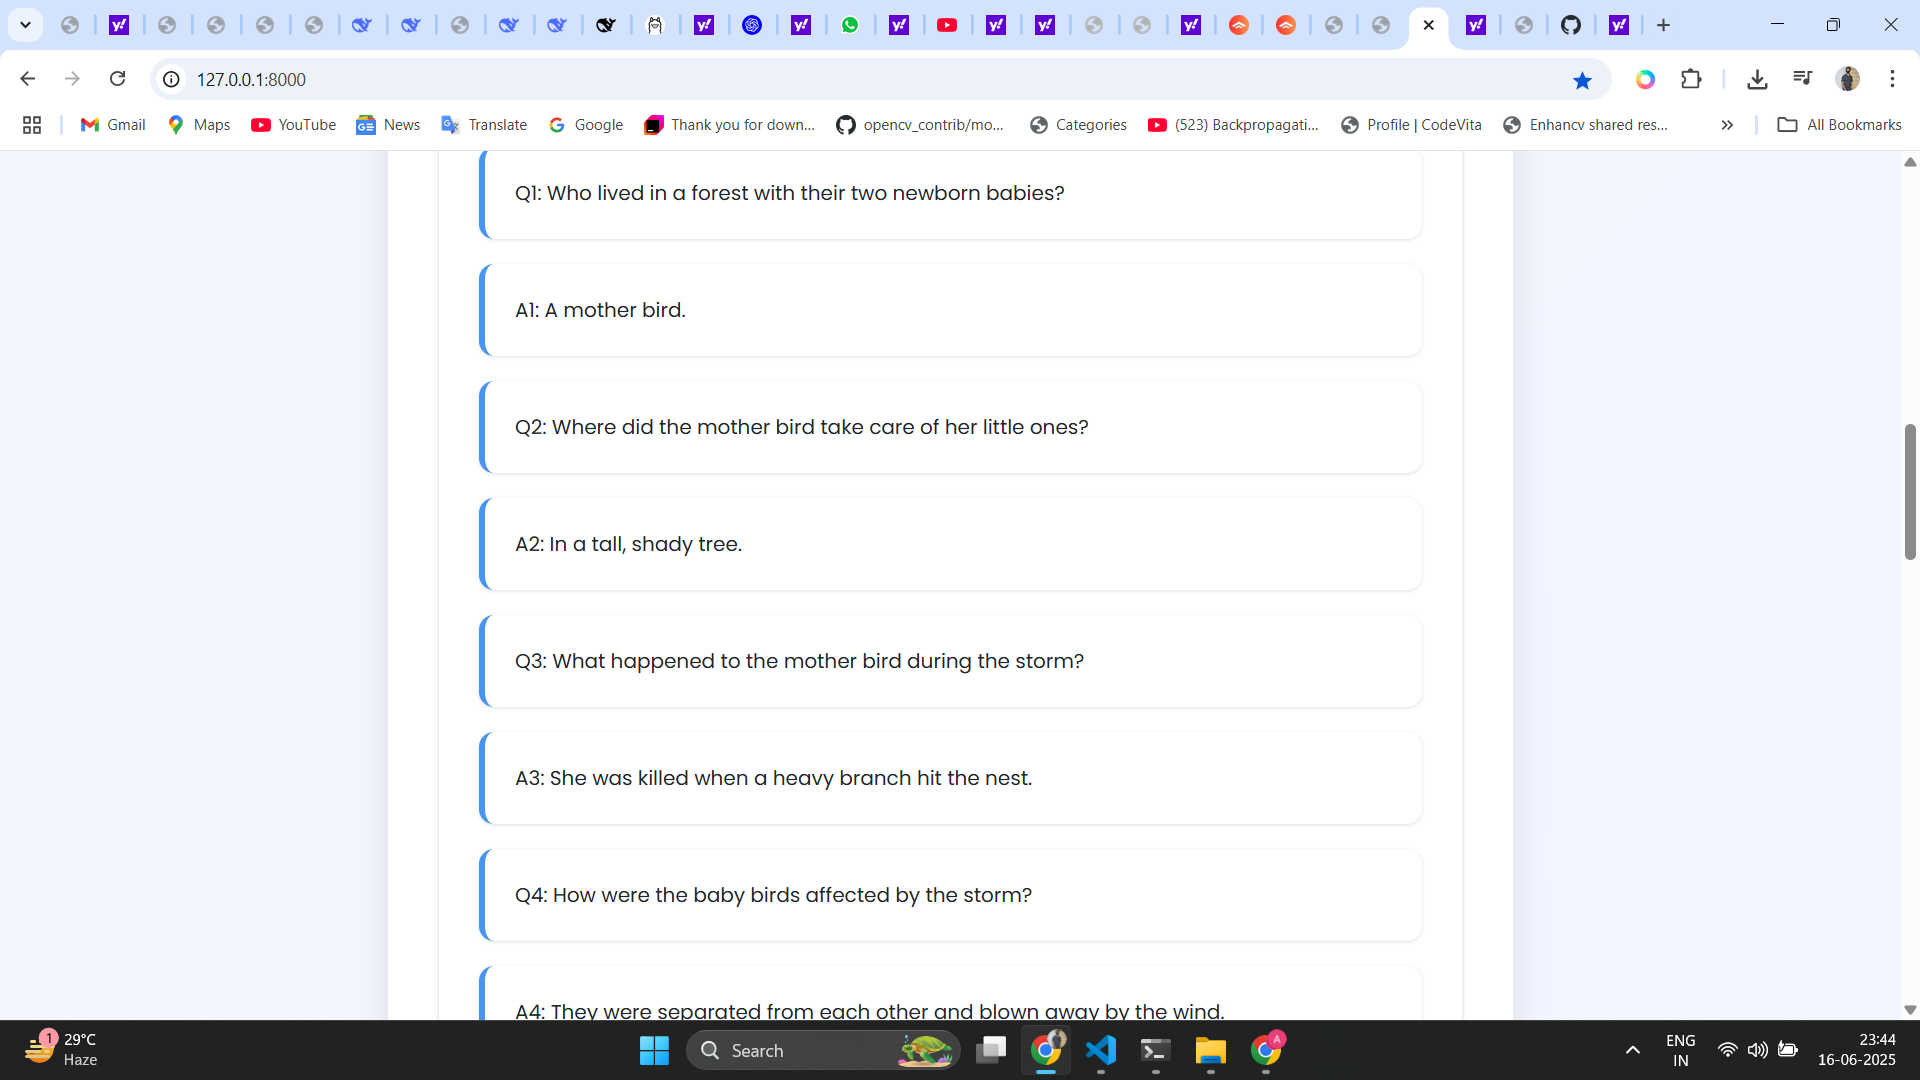 127.0.0.1:8000
Gmail
Maps
YouTube
News
Translate
Google
Thank you for down...
opencv_contrib/mo...
Categories
(523) Backpropagati...
Profile | CodeVita
Enhancv shared res...
All Bookmarks
Q1: Who lived in a forest with their two newborn babies?
A1: A mother bird.
Q2: Where did the mother bird take care of her little ones?
A2: In a tall, shady tree.
Q3: What happened to the mother bird during the storm?
A3: She was killed when a heavy branch hit the nest.
Q4: How were the baby birds affected by the storm?
A4: They were separated from each other and blown away by the wind.
1
29°C
Haze
Search
A
ENG
IN
23:44
16-06-2025